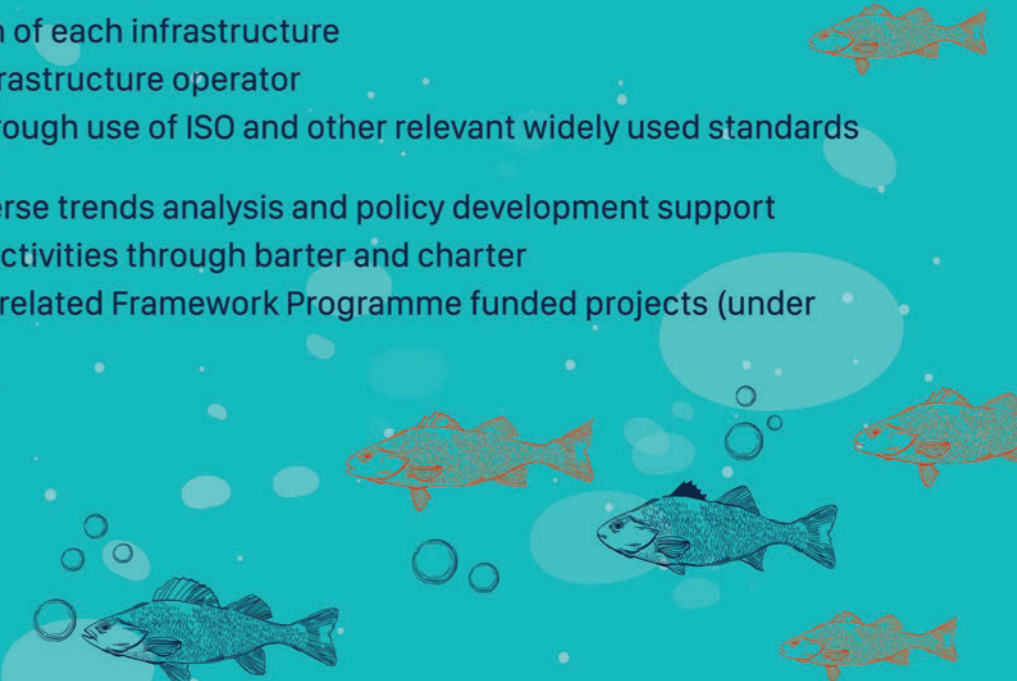 of each infrastructure
rastructure operator
rough use of ISO and other relevant widely used standards
erse trends analysis and policy development support
ctivities through barter and charter
related Framework Programme funded projects (under